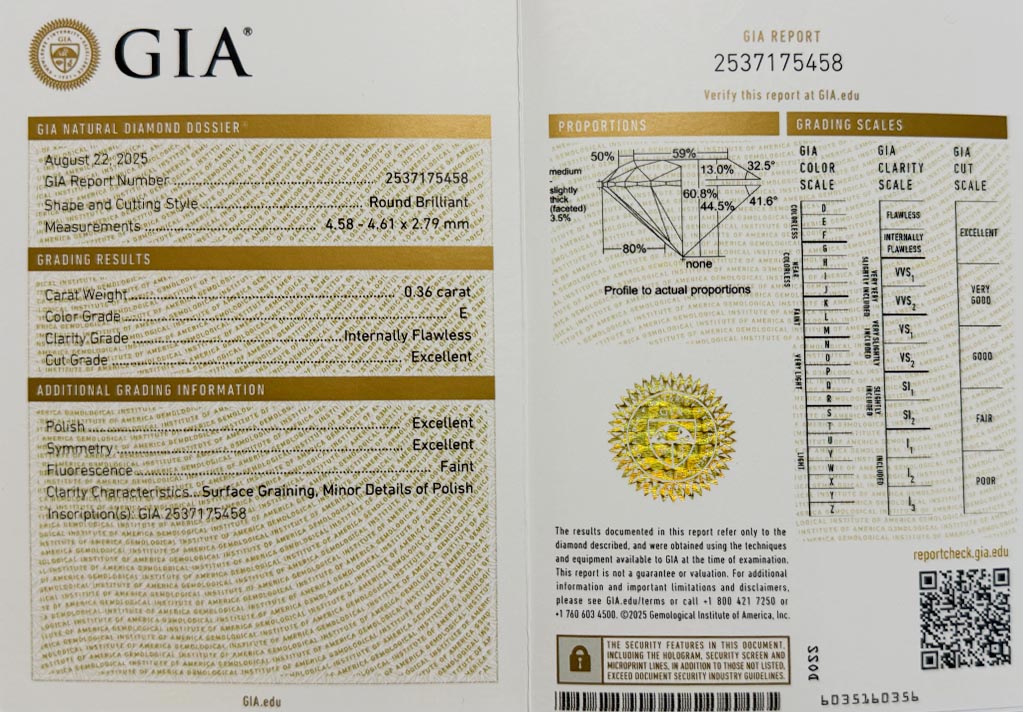 GIA®
GIA NATURAL DIAMOND DOSSIER®
August 22, 2025
GIA Report Number 2537175458
Shape and Cutting Style Round Brilliant
Measurements 4.58 - 4.61 x 2.79 mm
GRADING RESULTS
Carat Weight 0.36 carat
Color Grade E
Clarity Grade Internally Flawless
Cut Grade Excellent
ADDITIONAL GRADING INFORMATION
Polish Excellent
Symmetry Excellent
Fluorescence Faint
Clarity Characteristics...Surface Graining, Minor Details of Polish
Inscription(s): GIA 2537175458
GIA.edu
GIA REPORT
2537175458
Verify this report at GIA.edu
PROPORTIONS
50%
59%
13.0%
32.5°
medium
-
slightly
thick
(faceted)
3.5%
60.8%
44.5%
41.6°
80%
none
Profile to actual proportions
The results documented in this report refer only to the
diamond described, and were obtained using the techniques
and equipment available to GIA at the time of examination.
This report is not a guarantee or valuation. For additional
information and important limitations and disclaimers,
please see GIA.edu/terms or call +1 800 421 7250 or
+1 760 603 4500. ©2025 Gemological Institute of America, Inc.
THE SECURITY FEATURES IN THIS DOCUMENT,
INCLUDING THE HOLOGRAM, SECURITY SCREEN AND
MICROPRINT LINES, IN ADDITION TO THOSE NOT LISTED,
EXCEED DOCUMENT SECURITY INDUSTRY GUIDELINES.
GRADING SCALES
GIA
COLOR
SCALE
COLORLESS
D
E
F
NEAR
COLORLESS
G
H
I
J
FAINT
K
L
M
VERY LIGHT
N
O
P
Q
R
LIGHT
S
T
U
V
W
X
Y
Z
GIA
CLARITY
SCALE
FLAWLESS
INTERNALLY
FLAWLESS
VERY VERY
SLIGHTLY INCLUDED
VVS1
VVS2
VERY SLIGHTLY
INCLUDED
VS1
VS2
SLIGHTLY
INCLUDED
SI1
SI2
INCLUDED
I1
I2
I3
GIA
CUT
SCALE
EXCELLENT
VERY
GOOD
GOOD
FAIR
POOR
reportcheck.gia.edu
D022
6035160356